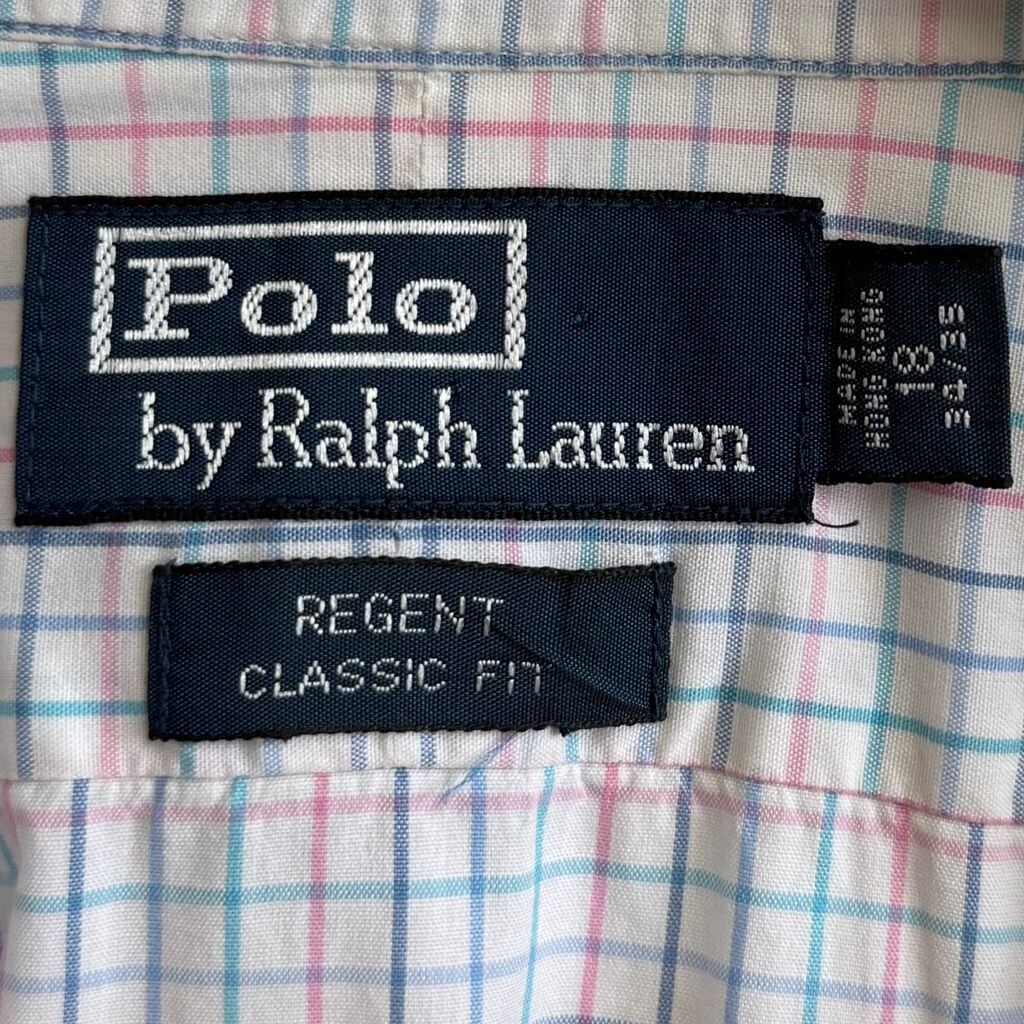 Polo
by Ralph Lauren
MADE IN
HONG KONG
18
34/35
REGENT
CLASSIC FIT